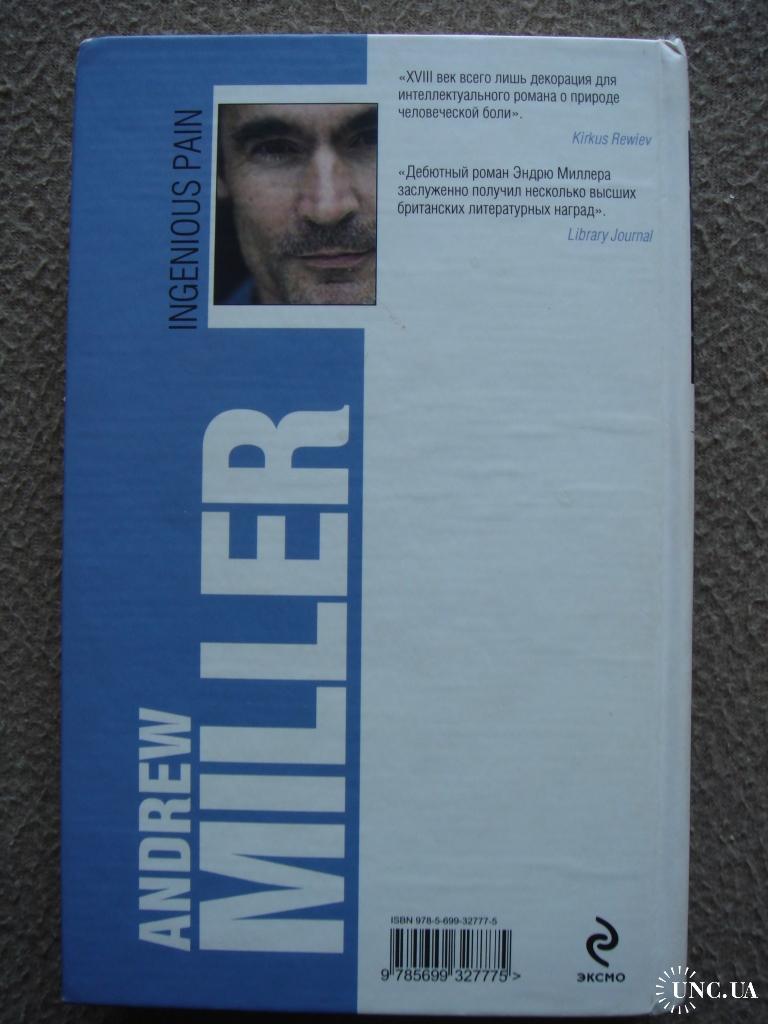 «XVIII век всего лишь декорация для
интеллектуального романа о природе
человеческой боли».
Kirkus Rewiev
«Дебютный роман Эндрю Миллера
заслуженно получил несколько высших
британских литературных наград».
Library Journal
INGENIOUS PAIN
ANDREW
MILLER
ISBN 978-5-699-32777-5
9 785699 327775>
ЭКСМО
UNC.UA